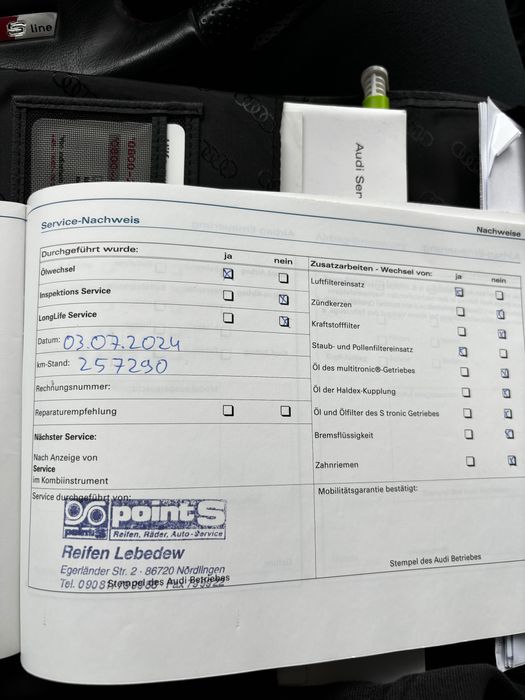 S line
Audi Ser
Service-Nachweis
Nachweise
Durchgeführt wurde:
ja nein
Ölwechsel
Inspektions Service
LongLife Service
Datum: 03.07.2024
km-Stand: 257290
Rechnungsnummer:
Reparaturempfehlung
Nächster Service:
Nach Anzeige von
Service
im Kombiinstrument
Service durchgeführt von:
point S
point S
Reifen, Räder, Auto-Service
Reifen Lebedew
Egerländer Str. 2 · 86720 Nördlingen
Tel. 09081
Stempel des Audi Betriebes
Zusatzarbeiten - Wechsel von:
ja nein
Luftfiltereinsatz
Zündkerzen
Kraftstofffilter
Staub- und Pollenfiltereinsatz
Öl des multitronic®-Getriebes
Öl der Haldex-Kupplung
Öl und Ölfilter des S tronic Getriebes
Bremsflüssigkeit
Zahnriemen
Mobilitätsgarantie bestätigt:
Stempel des Audi Betriebes